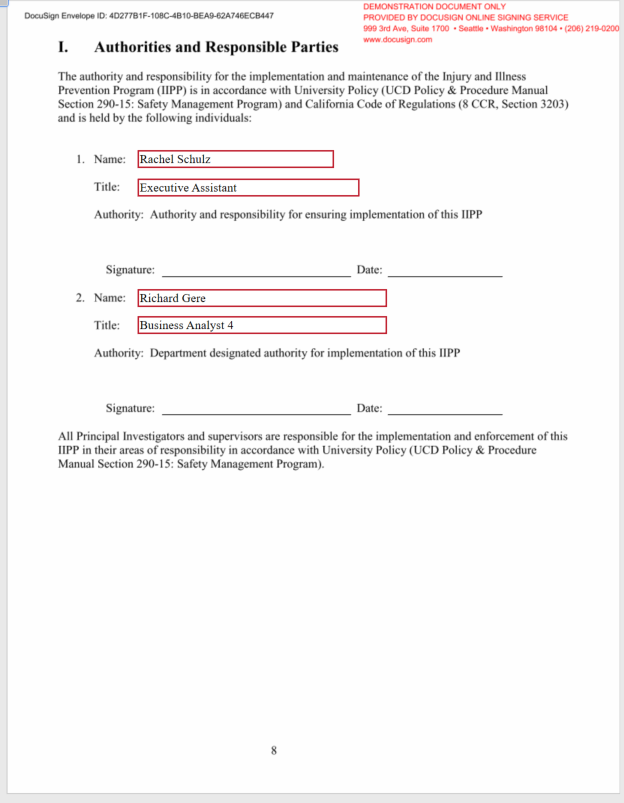 DocuSign Envelope ID: 4D277B1F-108C-4B10-BEA9-62A746ECB447
DEMONSTRATION DOCUMENT ONLY
PROVIDED BY DOCUSIGN ONLINE SIGNING SERVICE
999 3rd Ave, Suite 1700 • Seattle • Washington 98104 • (206) 219-0200
www.docusign.com
I. Authorities and Responsible Parties
The authority and responsibility for the implementation and maintenance of the Injury and Illness
Prevention Program (IIPP) is in accordance with University Policy (UCD Policy & Procedure Manual
Section 290-15: Safety Management Program) and California Code of Regulations (8 CCR, Section 3203)
and is held by the following individuals:
1. Name: Rachel Schulz
Title: Executive Assistant
Authority: Authority and responsibility for ensuring implementation of this IIPP
Signature: Date:
2. Name: Richard Gere
Title: Business Analyst 4
Authority: Department designated authority for implementation of this IIPP
Signature: Date:
All Principal Investigators and supervisors are responsible for the implementation and enforcement of this
IIPP in their areas of responsibility in accordance with University Policy (UCD Policy & Procedure
Manual Section 290-15: Safety Management Program).
8